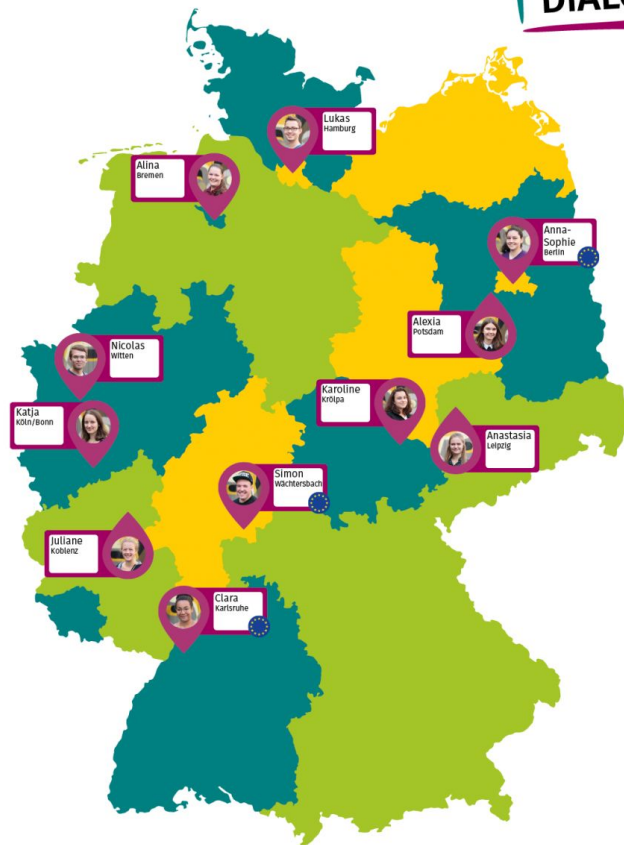 Lukas
Hamburg
Alina
Bremen
Anna-
Sophie
Berlin
Alexia
Potsdam
Nicolas
Witten
Karoline
Krölpa
Katja
Köln/Bonn
Anastasia
Leipzig
Simon
Wächtersbach
Juliane
Koblenz
Clara
Karlsruhe